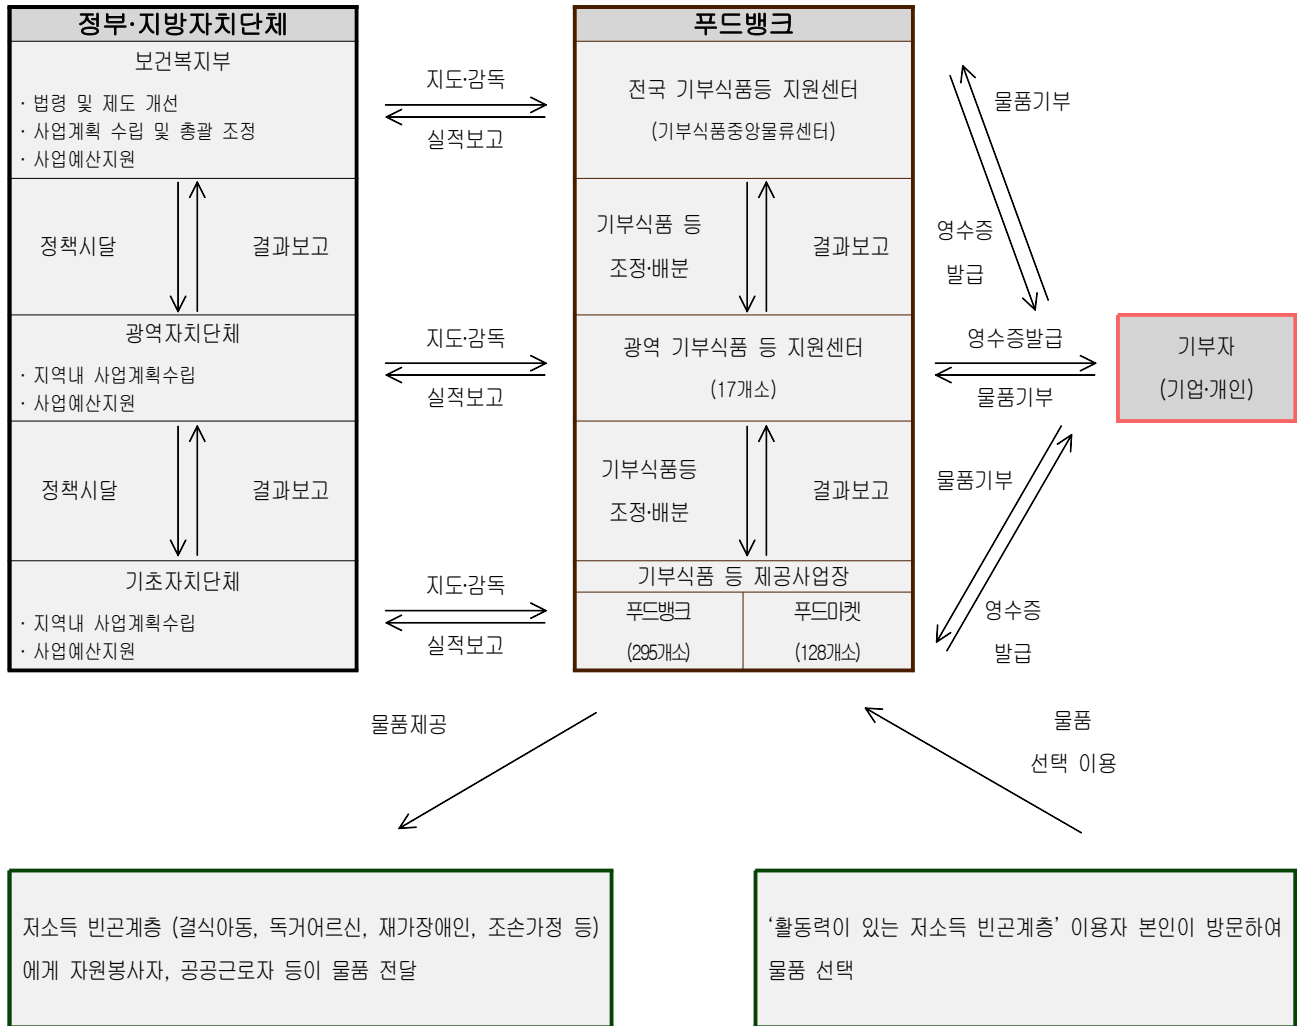 정부·지방자치단체
보건복지부
· 법령 및 제도 개선
· 사업계획 수립 및 총괄 조정
· 사업예산지원
정책시달
결과보고
광역자치단체
· 지역내 사업계획수립
· 사업예산지원
정책시달
결과보고
기초자치단체
· 지역내 사업계획수립
· 사업예산지원
지도·감독
실적보고
지도·감독
실적보고
지도·감독
실적보고
푸드뱅크
전국 기부식품등 지원센터
(기부식품중앙물류센터)
기부식품 등
조정·배분
결과보고
광역 기부식품 등 지원센터
(17개소)
기부식품등
조정·배분
결과보고
기부식품 등 제공사업장
푸드뱅크
(295개소)
푸드마켓
(128개소)
물품기부
영수증
발급
영수증발급
물품기부
물품기부
영수증
발급
기부자
(기업·개인)
물품제공
물품
선택 이용
저소득 빈곤계층 (결식아동, 독거어르신, 재가장애인, 조손가정 등)
에게 자원봉사자, 공공근로자 등이 물품 전달
‘활동력이 있는 저소득 빈곤계층’ 이용자 본인이 방문하여
물품 선택